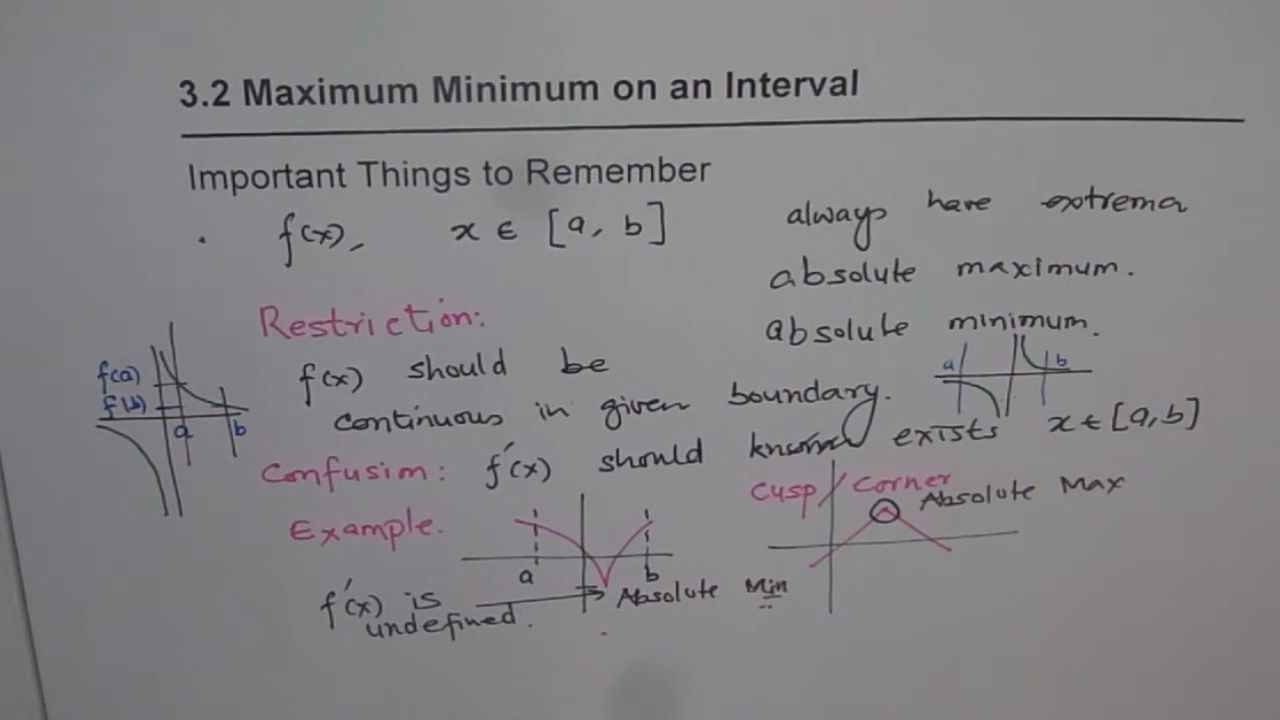 3.2 Maximum Minimum on an Interval
Important Things to Remember
. f(x), x ∈ [a, b] always have extrema
absolute maximum.
Restriction: absolute minimum.
f(a) f(x) should be a b
f(b) continuous in given boundary.
a b exists x ∈ [a, b]
Confusion: f'(x) should
cusp/corner Absolute Max
Example.
a b
f'(x) is Absolute Min
undefined.